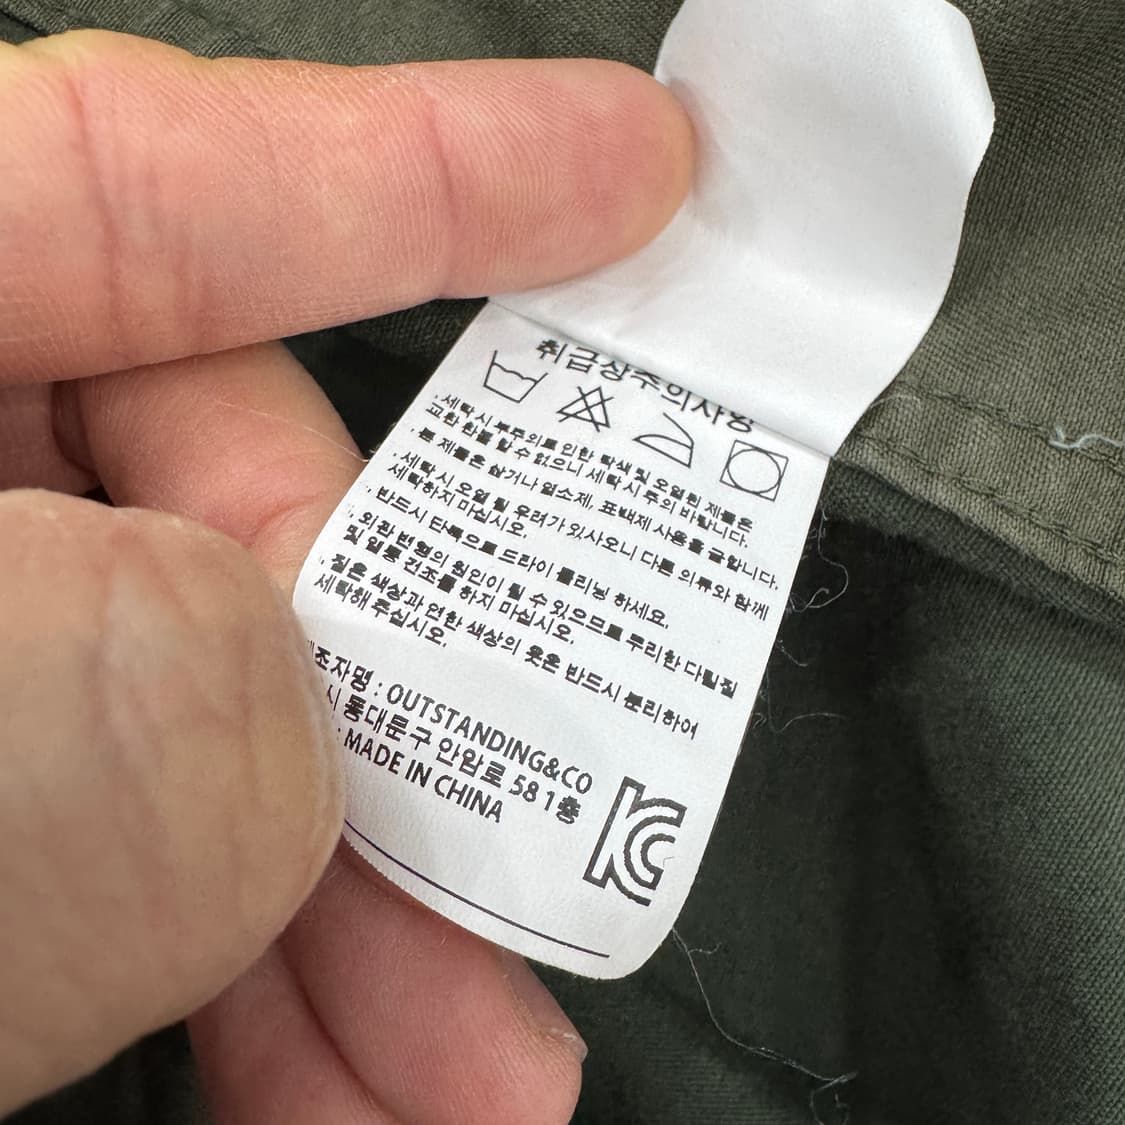 취급상주의사항
· 세탁시 부주의로 인한 탁색 및 오염된 제품은
교환 환불 할 수 없으니 세탁시 주의 바랍니다.
· 본 제품은 삶거나 염소제, 표백제 사용을 금합니다.
· 세탁시 오염 될 우려가 있사오니 다른 의류와 함께
세탁하지 마십시오.
· 반드시 단독으로 드라이 클리닝 하세요.
· 외관 변형의 원인이 될 수 있으므로 무리한 다림질
및 열풍 건조를 하지 마십시오.
· 짙은 색상과 연한 색상의 옷은 반드시 분리하여
세탁해 주십시오.
조자명 : OUTSTANDING&CO
시 동대문구 안암로 58 1층
: MADE IN CHINA
KC